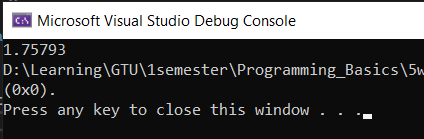 Microsoft Visual Studio Debug Console
1.75793
D:\Learning\GTU\1semester\Programming_Basics\5w
(0x0).
Press any key to close this window . . .